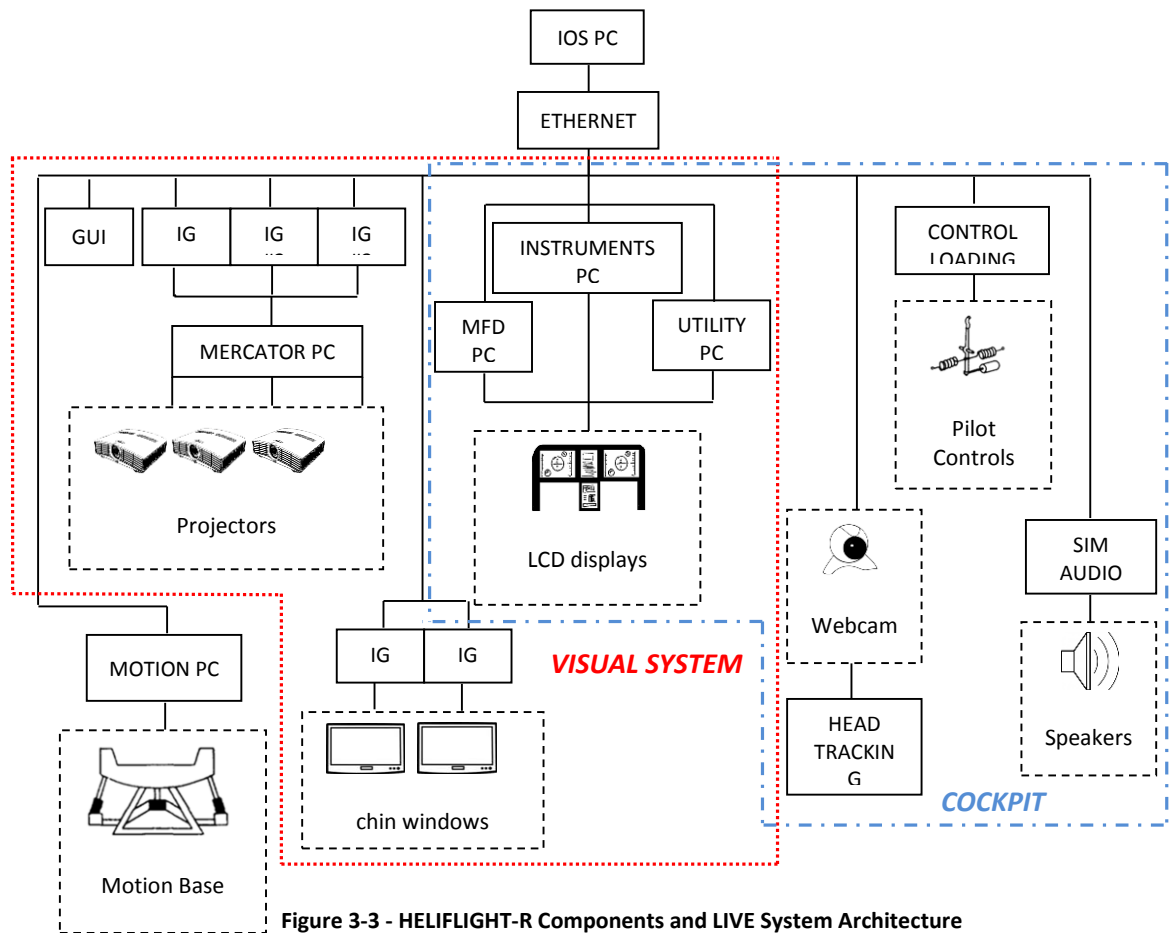 IOS PC
ETHERNET
GUI
IG
IG
IG
INSTRUMENTS
PC
CONTROL
LOADING
MERCATOR PC
MFD
PC
UTILITY
PC
Projectors
LCD displays
Pilot
Controls
Webcam
SIM
AUDIO
MOTION PC
IG
IG
VISUAL SYSTEM
HEAD
TRACKIN
G
Speakers
chin windows
COCKPIT
Motion Base
Figure 3-3 - HELIFLIGHT-R Components and LIVE System Architecture